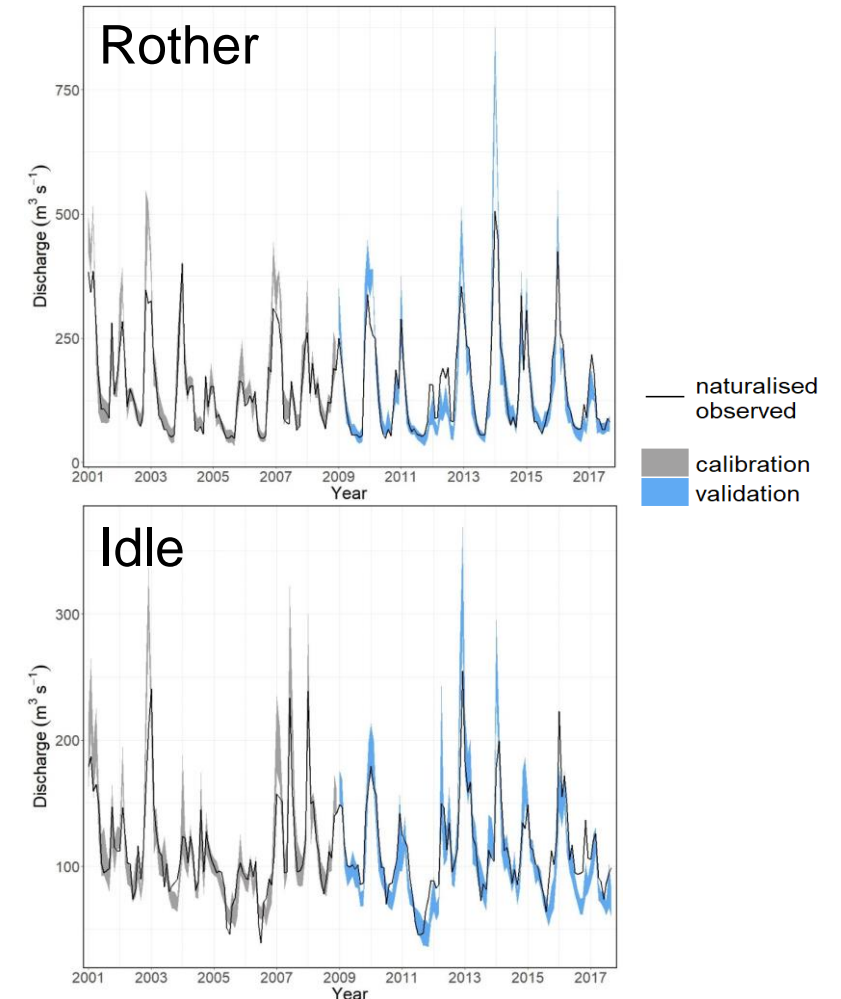 Rother
750
500
250
0
Discharge (m³ s⁻¹)
2001 2003 2005 2007 2009 2011 2013 2015 2017
Year
naturalised
observed
calibration
validation
Idle
300
200
100
Discharge (m³ s⁻¹)
2001 2003 2005 2007 2009 2011 2013 2015 2017
Year